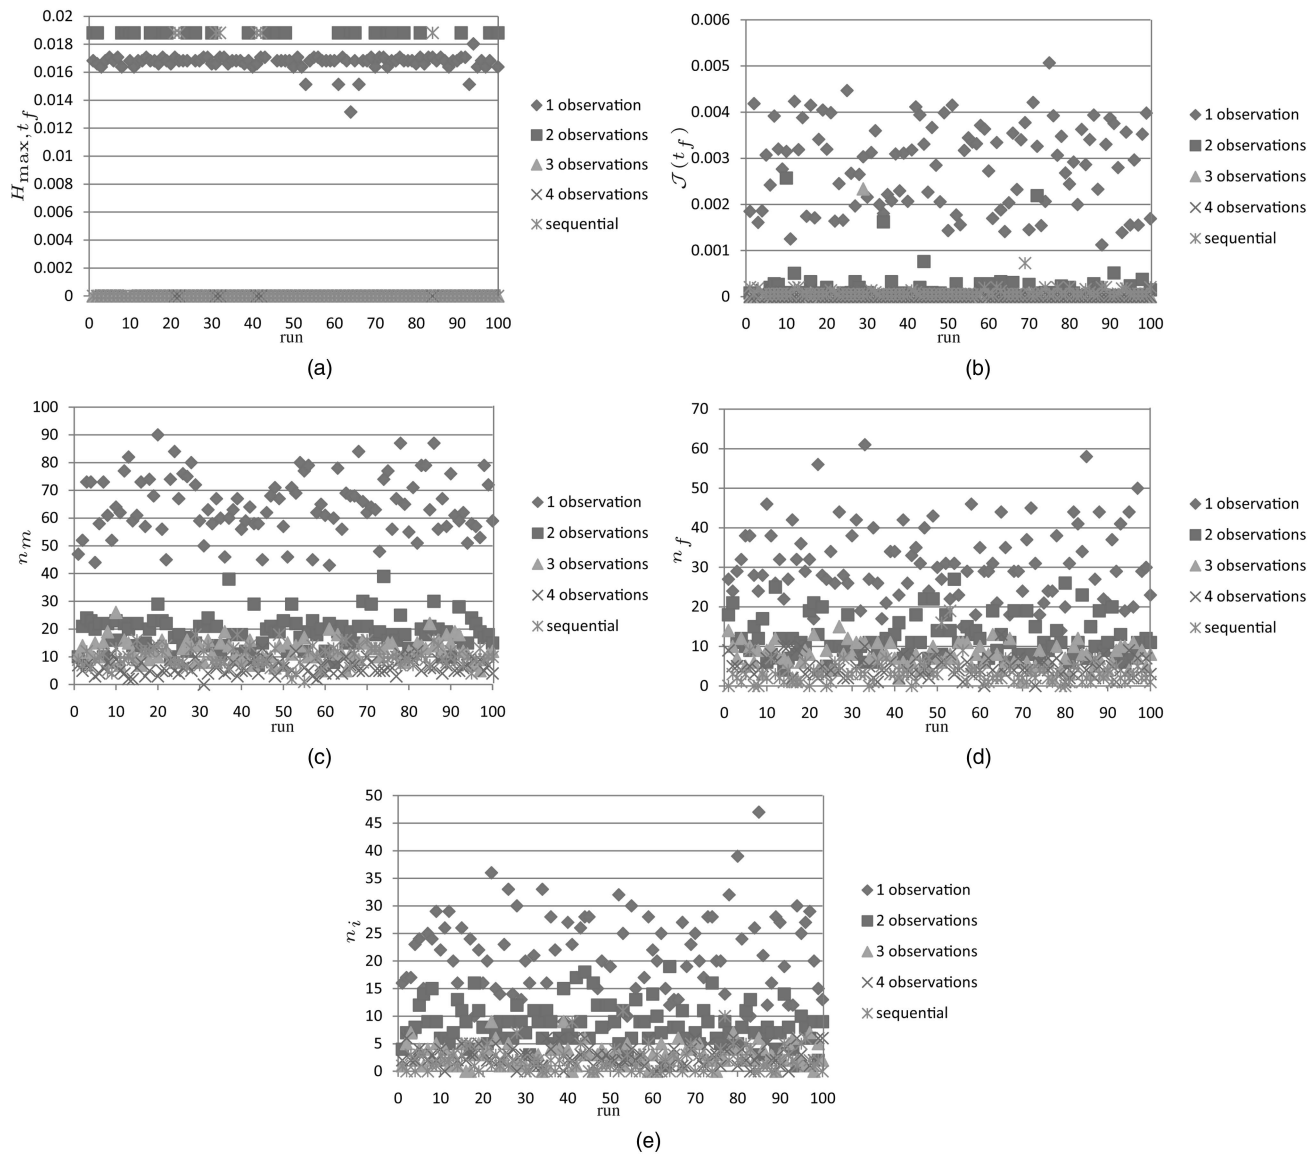 0.02
0.018
0.016
0.014
0.012
0.01
0.008
0.006
0.004
0.002
0
H max, t f
0 10 20 30 40 50 60 70 80 90 100
run
1 observation
2 observations
3 observations
4 observations
sequential
(a)
0.006
0.005
0.004
0.003
0.002
0.001
0
J (t f)
0 10 20 30 40 50 60 70 80 90 100
run
1 observation
2 observations
3 observations
4 observations
sequential
(b)
100
90
80
70
60
50
40
30
20
10
0
n m
0 10 20 30 40 50 60 70 80 90 100
run
1 observation
2 observations
3 observations
4 observations
sequential
(c)
70
60
50
40
30
20
10
0
n f
0 10 20 30 40 50 60 70 80 90 100
run
1 observation
2 observations
3 observations
4 observations
sequential
(d)
50
45
40
35
30
25
20
15
10
5
0
n i
0 10 20 30 40 50 60 70 80 90 100
run
1 observation
2 observations
3 observations
4 observations
sequential
(e)